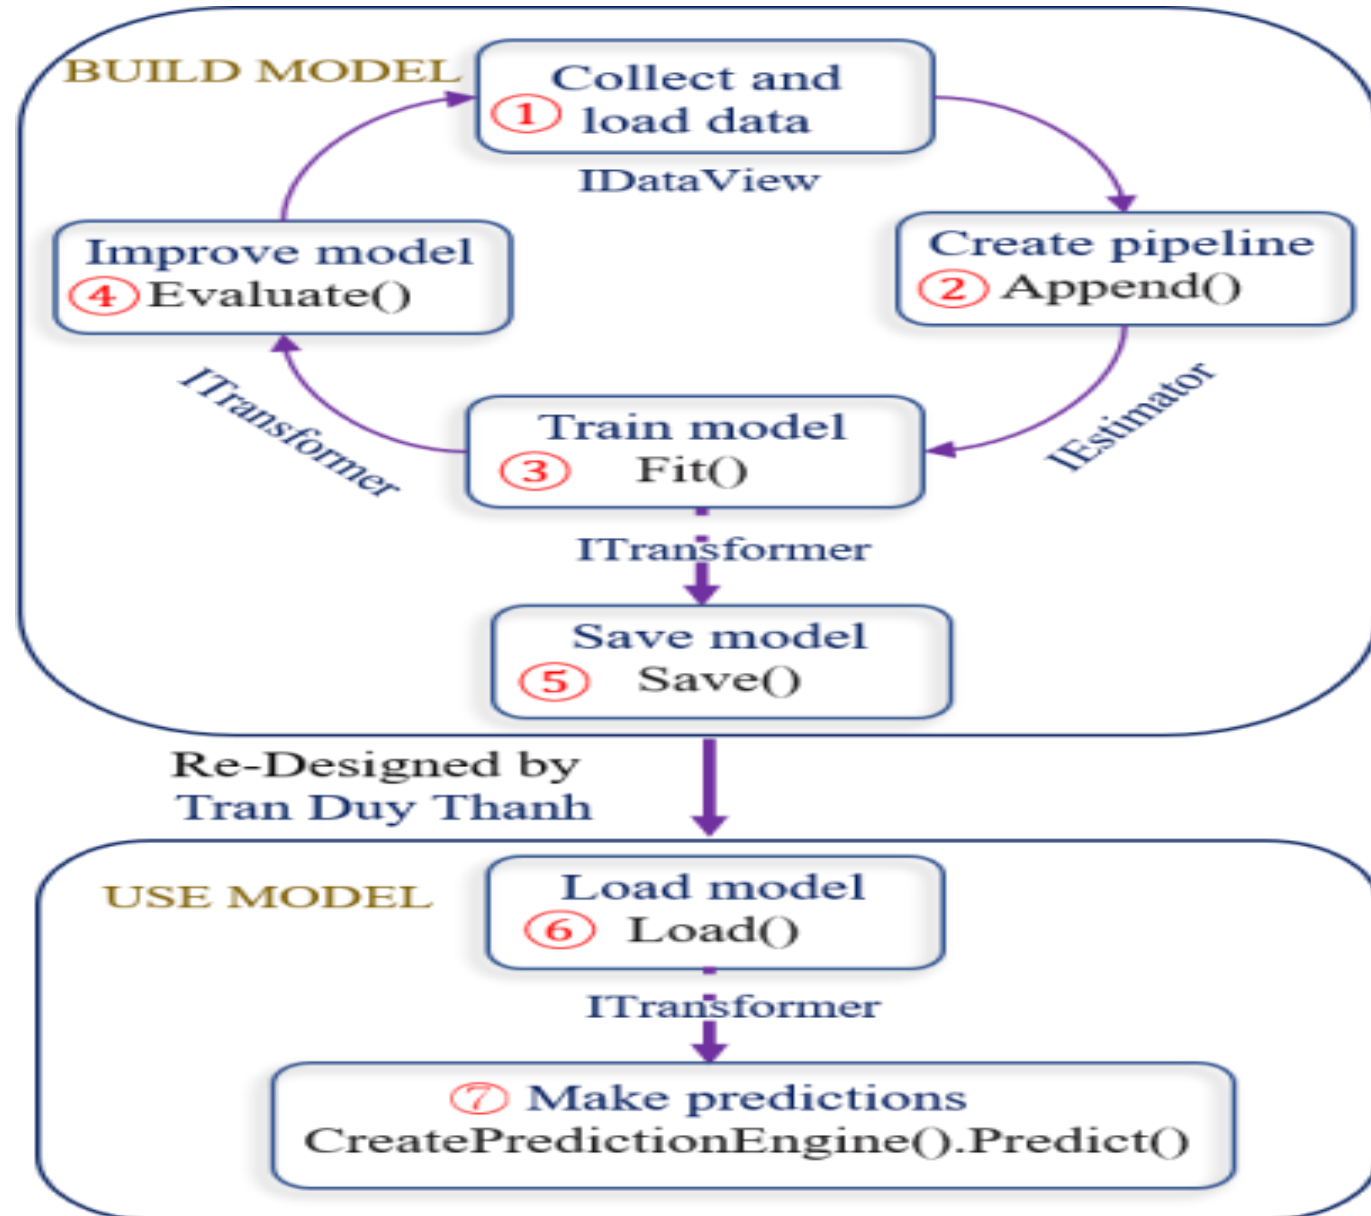 BUILD MODEL
Collect and
① load data
IDataView
Create pipeline
② Append()
IEstimator
Train model
③ Fit()
ITransformer
Improve model
④ Evaluate()
ITransformer
Save model
⑤ Save()
Re-Designed by
Tran Duy Thanh
USE MODEL
Load model
⑥ Load()
ITransformer
⑦ Make predictions
CreatePredictionEngine().Predict()